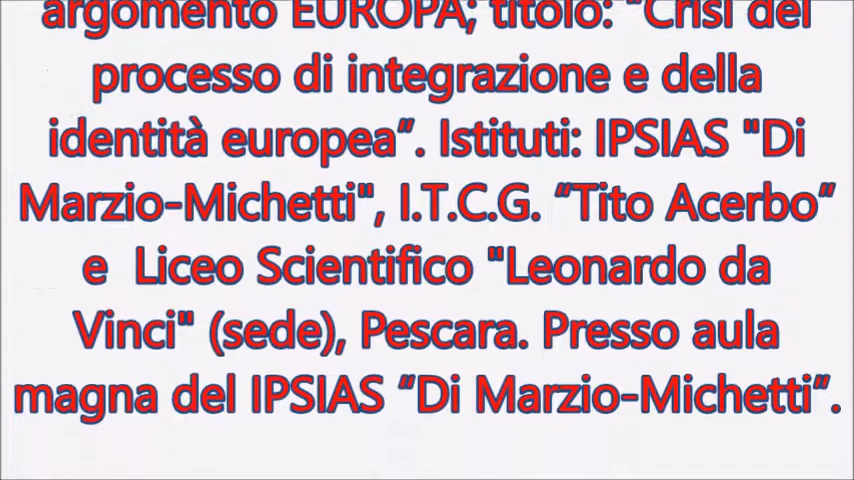 argomento EUROPA; titolo: “Crisi del
processo di integrazione e della
identità europea”. Istituti: IPSIAS "Di
Marzio-Michetti", I.T.C.G. “Tito Acerbo”
e Liceo Scientifico "Leonardo da
Vinci" (sede), Pescara. Presso aula
magna del IPSIAS “Di Marzio-Michetti”.